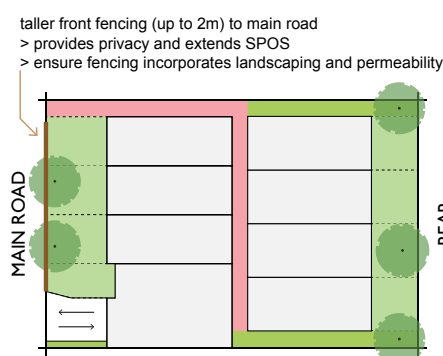 taller front fencing (up to 2m) to main road
> provides privacy and extends SPOS
> ensure fencing incorporates landscaping and permeability
MAIN ROAD
REAR